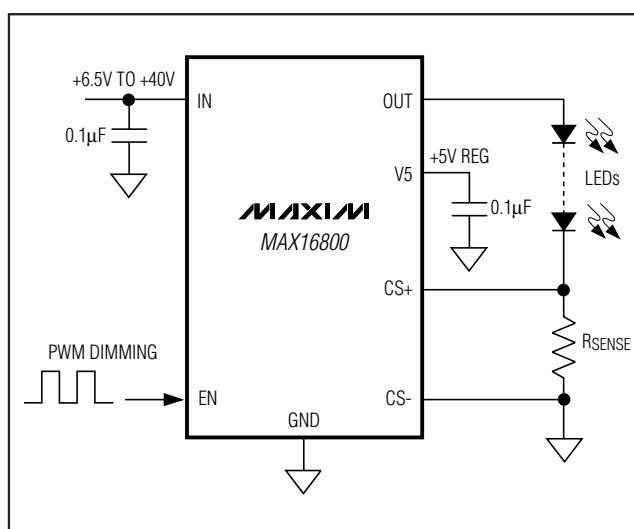 +6.5V TO +40V
IN
OUT
0.1µF
+5V REG
V5
LEDs
0.1µF
MAXIM
MAX16800
CS+
RSENSE
PWM DIMMING
EN
CS-
GND